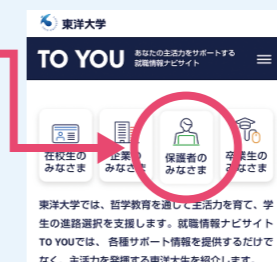 東洋大学
TO YOU あなたの主活力をサポートする
就職情報ナビサイト
在校生の
みなさま
企業の
みなさま
保護者の
みなさま
卒業生の
みなさま
東洋大学では、哲学教育を通して主活力を育て、学
生の進路選択を支援します。就職情報ナビサイト
TO YOUでは、各種サポート情報を提供するだけで
なく、主活力を発揮する東洋大生を紹介します。